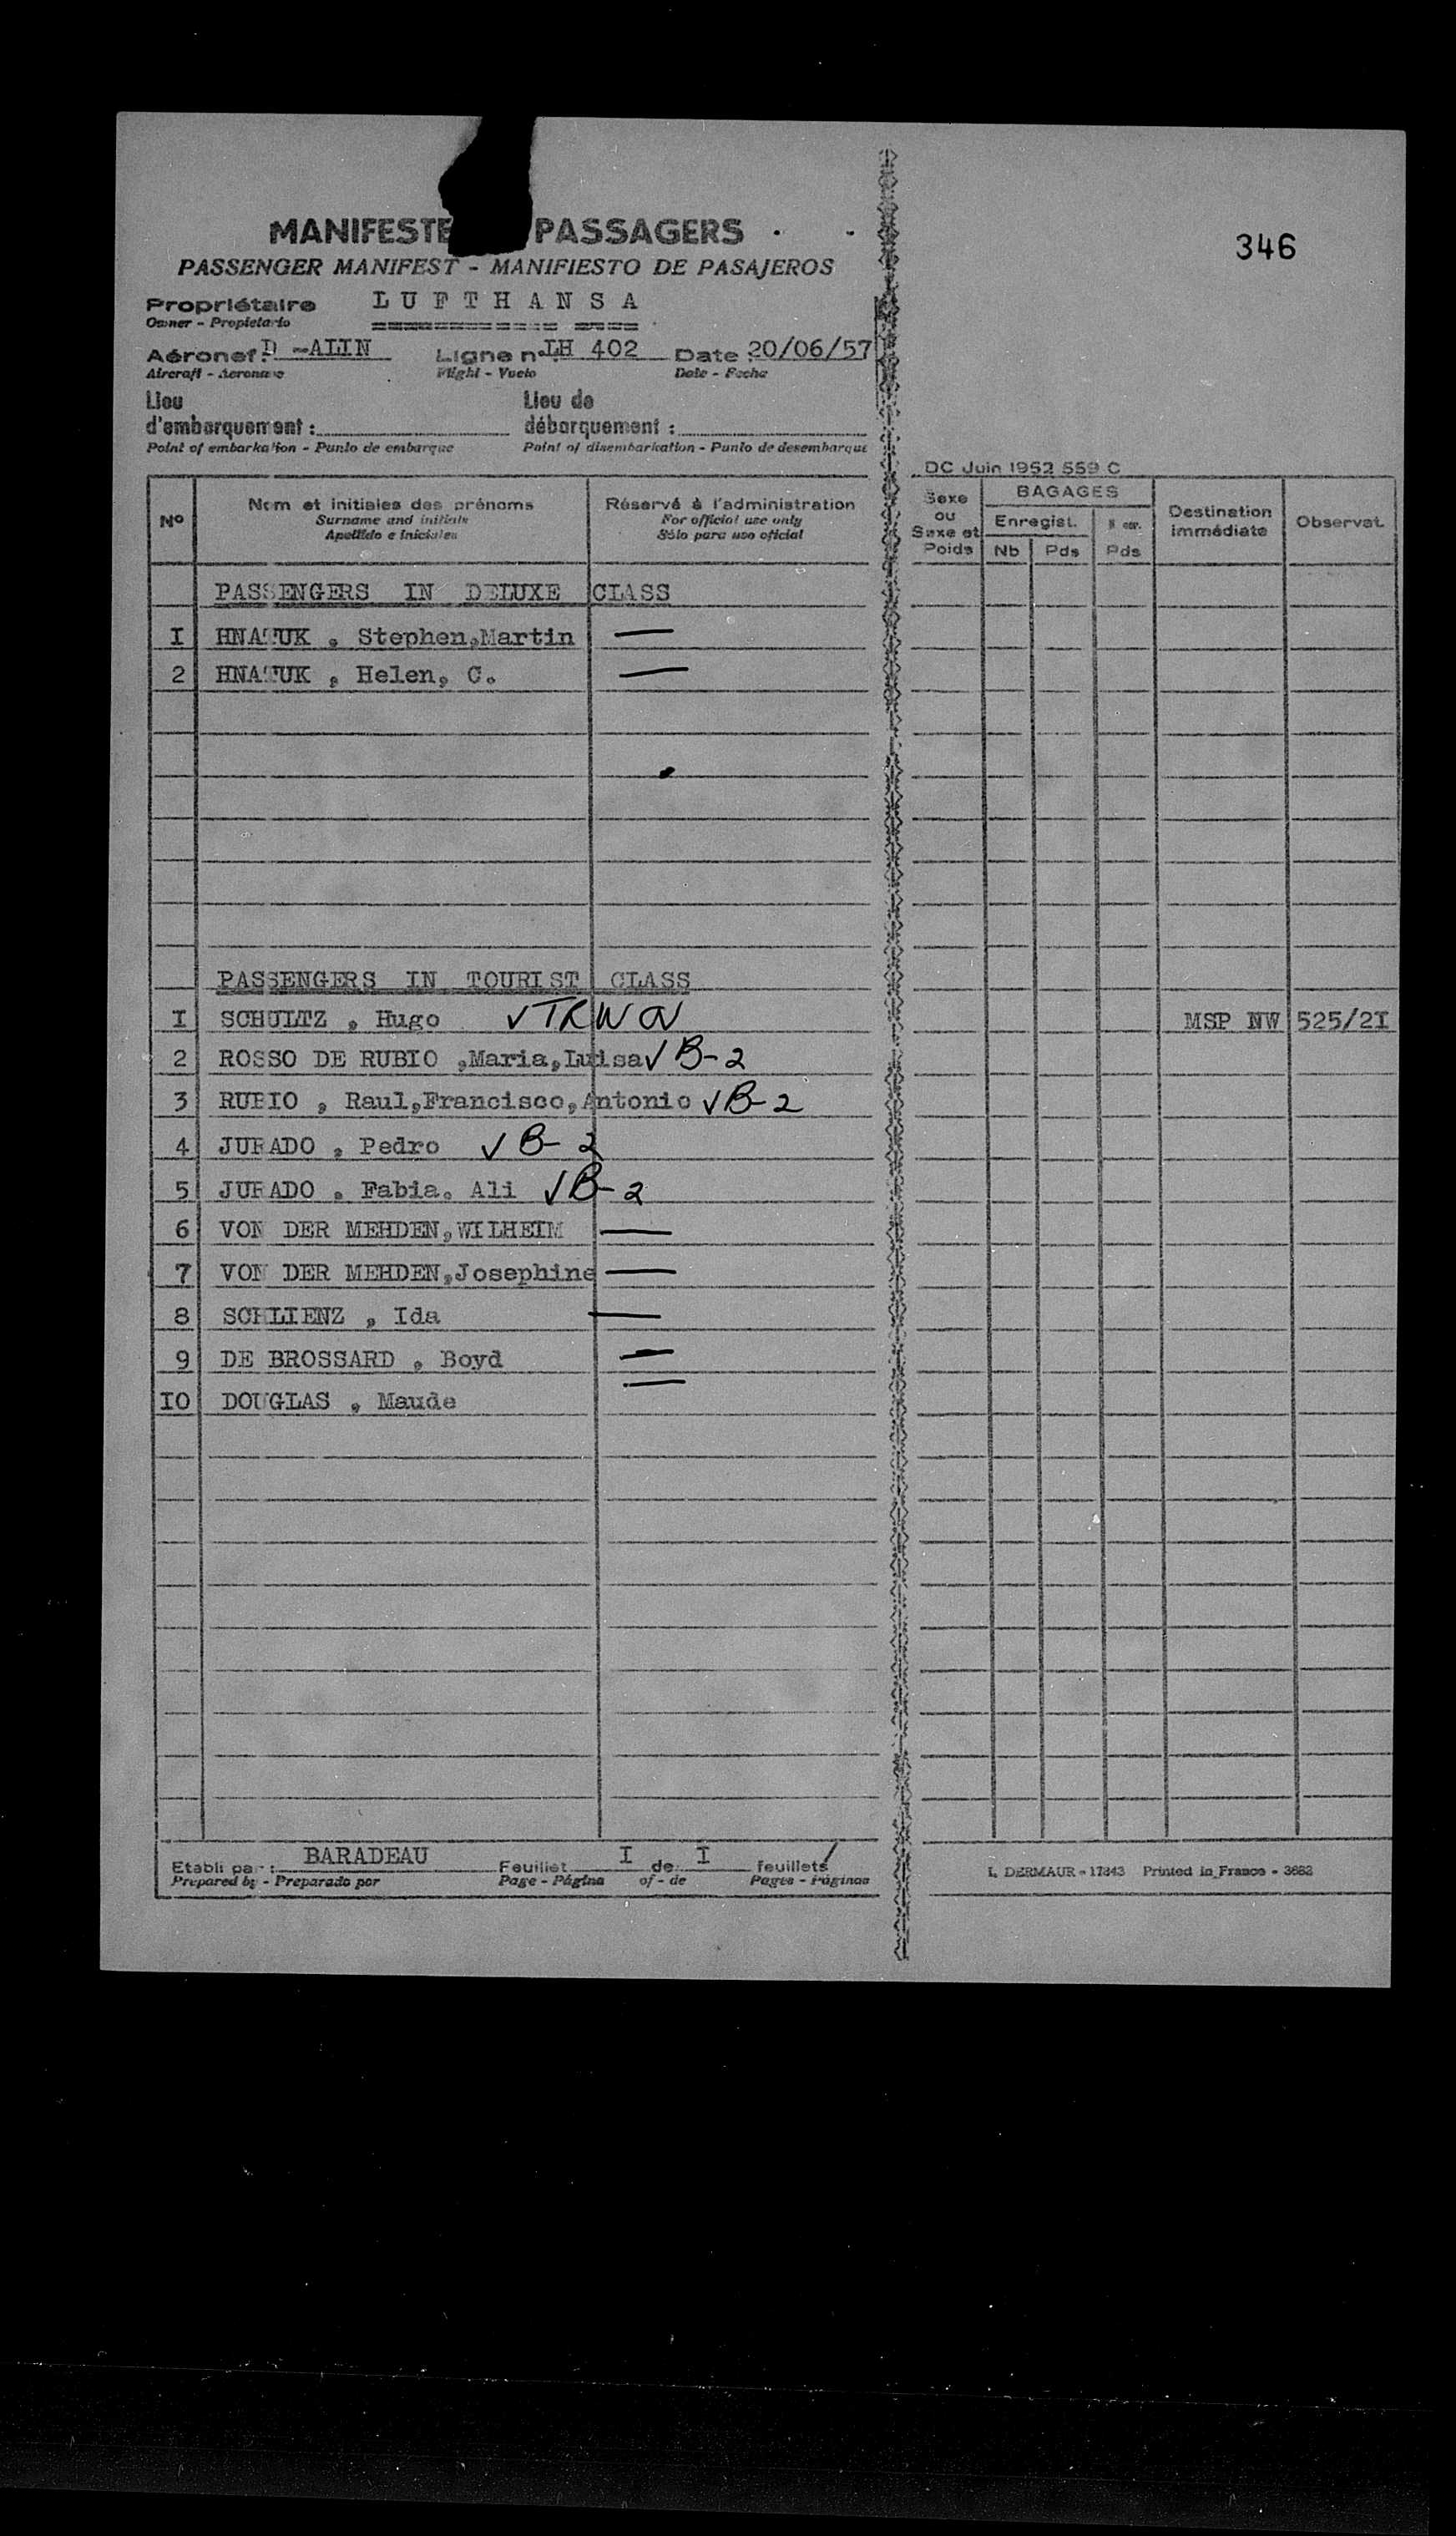 MANIFESTE PASSAGERS
346
PASSENGER MANIFEST - MANIFIESTO DE PASAJEROS
Propriétaire LUFTHANSA
Owner - Propietario
Aéronef: D -ALIN Ligne n° LH 402 Date 20/06/57
Aircraft - Aeronave Flight - Vuelo Date - Fecha
Lieu Lieu de
d'embarquement : débarquement :
Point of embarkation - Punto de embarque Point of disembarkation - Punto de desembarque
DC Juin 1952 559 C
N° Nom et initiales des prénoms Réservé à l'administration Sexe ou Sexe et Poids BAGAGES Destination immédiate Observat.
Surname and initials For official use only Enregist.
Apellido e iniciales Sólo para uso oficial Nb Pds Pds
PASSENGERS IN DELUXE CLASS
I HNATUK , Stephen,Martin —
2 HNATUK , Helen, C. —
PASSENGERS IN TOURIST CLASS
I SCHULTZ , Hugo ✓ MSP NW 525/2I
2 ROSSO DE RUBIO ,Maria,Luisa ✓ B-2
3 RUBIO , Raul,Francisco,Antonio ✓ B-2
4 JURADO , Pedro ✓ B-2
5 JURADO , Fabia, Ali ✓ B-2
6 VON DER MEHDEN,WILHELM —
7 VON DER MEHDEN,Josephine —
8 SCHLIENZ , Ida —
9 DE BROSSARD , Boyd —
IO DOUGLAS , Maude —
Etabli par : BARADEAU Feuillet I de I feuillets
Prepared by - Preparado por Page - Página of - de Pages - Páginas
L. DERMAUR - 17843 Printed in France - 3682